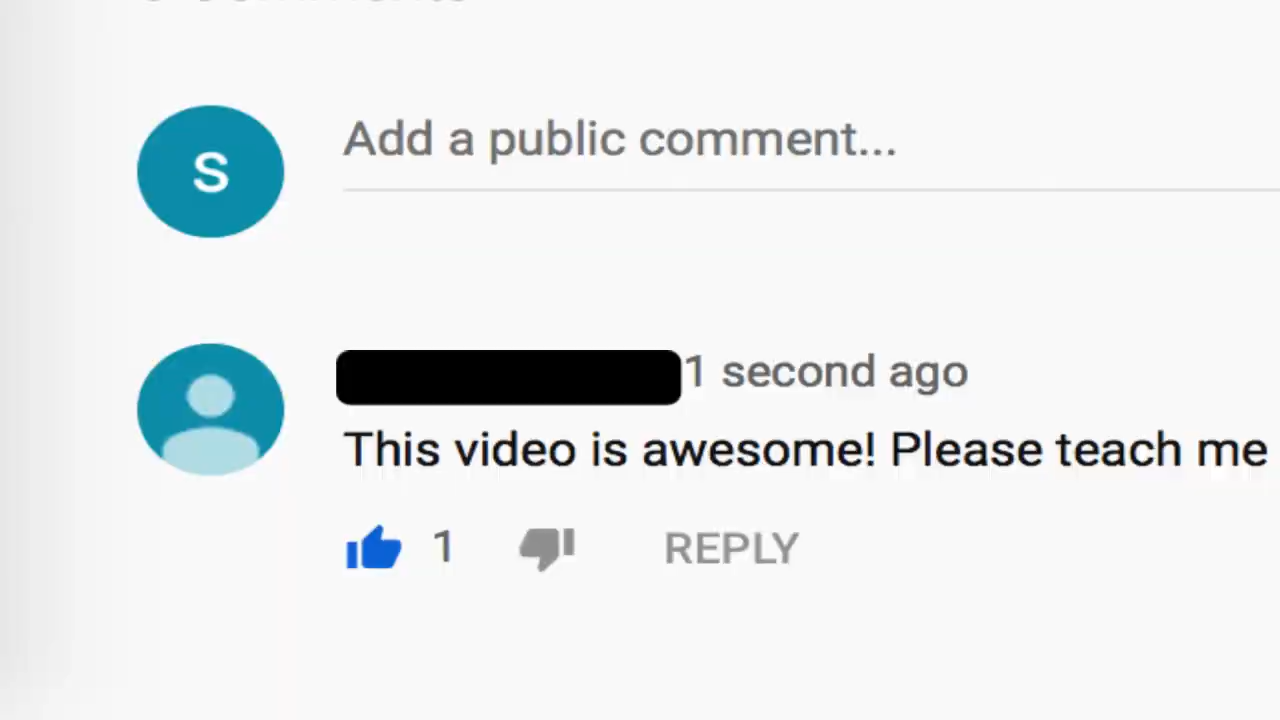 S
Add a public comment...
1 second ago
This video is awesome! Please teach me
1
REPLY